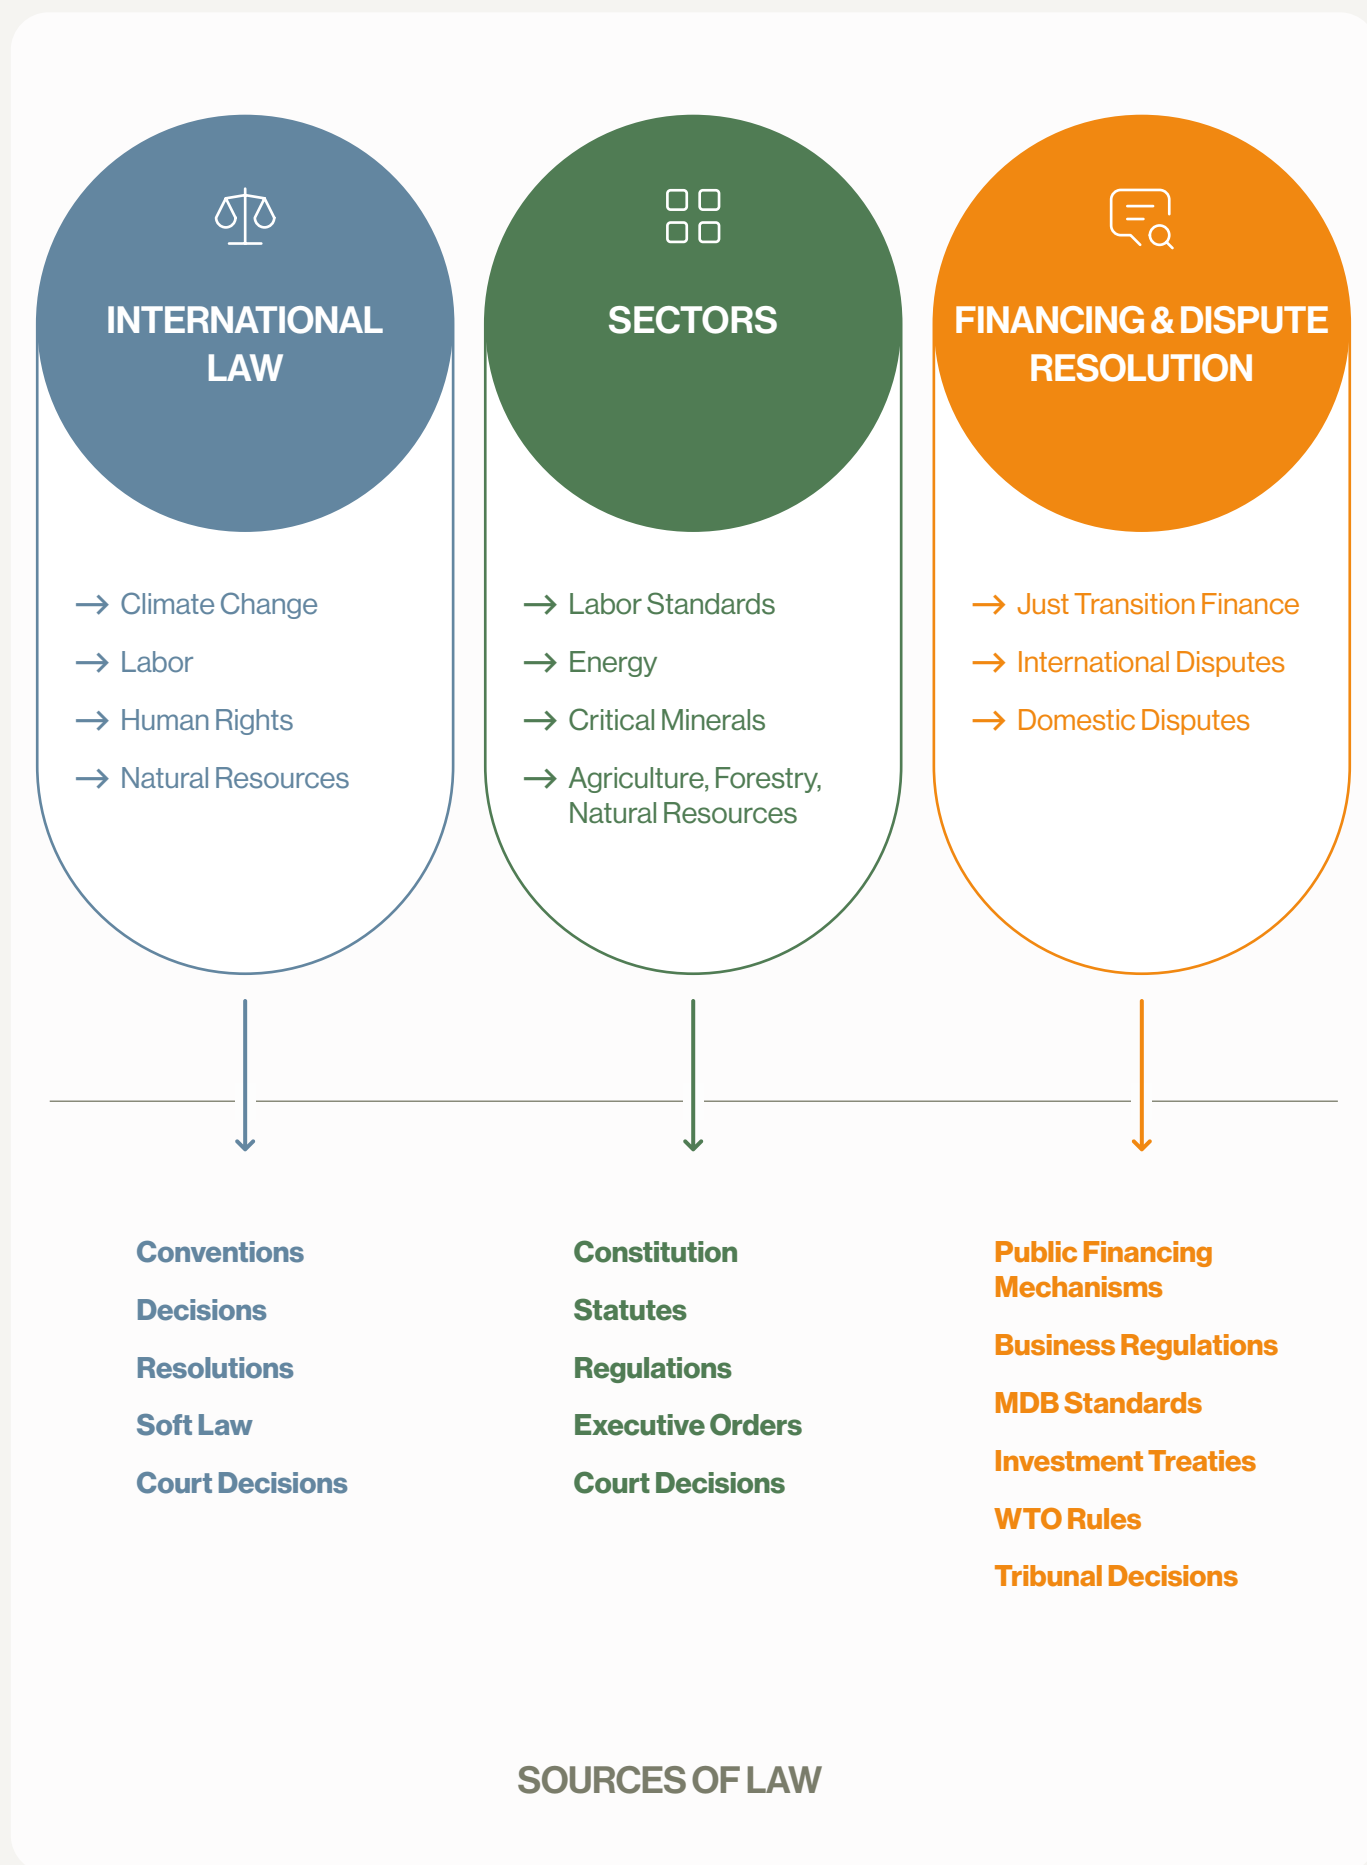 INTERNATIONAL
LAW
Climate Change
Labor
Human Rights
Natural Resources
SECTORS
Labor Standards
Energy
Critical Minerals
Agriculture, Forestry,
Natural Resources
FINANCING & DISPUTE
RESOLUTION
Just Transition Finance
International Disputes
Domestic Disputes
Conventions
Decisions
Resolutions
Soft Law
Court Decisions
Constitution
Statutes
Regulations
Executive Orders
Court Decisions
Public Financing
Mechanisms
Business Regulations
MDB Standards
Investment Treaties
WTO Rules
Tribunal Decisions
SOURCES OF LAW